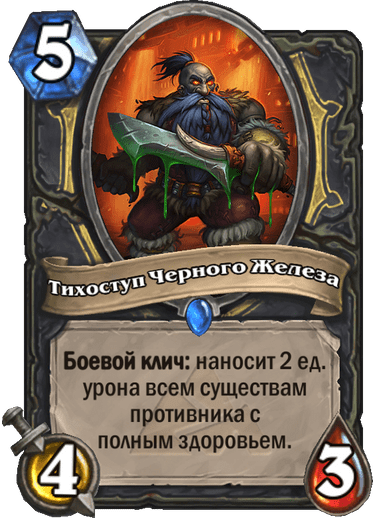 5
Тихоступ Черного Железа
Боевой клич: наносит 2 ед.
урона всем существам
противника с
полным здоровьем.
4
3